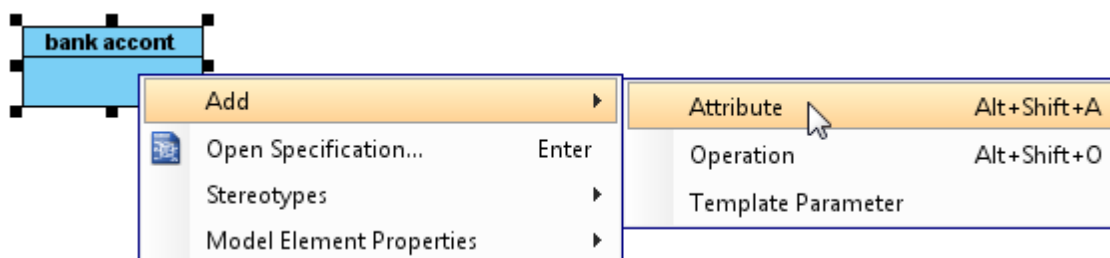 bank accont
Add
Attribute Alt+Shift+A
Open Specification... Enter
Operation Alt+Shift+O
Stereotypes
Template Parameter
Model Element Properties